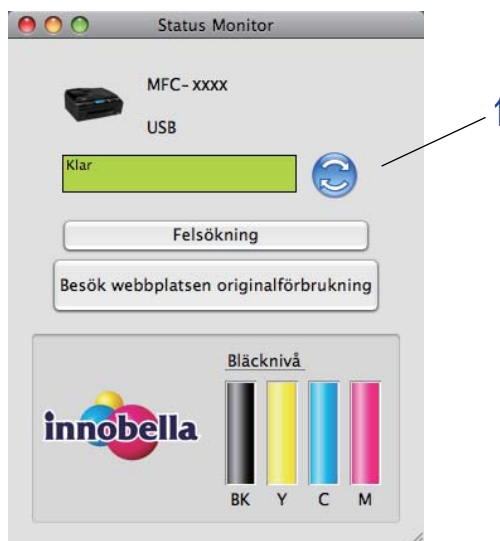 Status Monitor
MFC-xxxx
USB
Klar
1
Felsökning
Besök webbplatsen originalförbrukning
Bläcknivå
innobella
BK Y C M